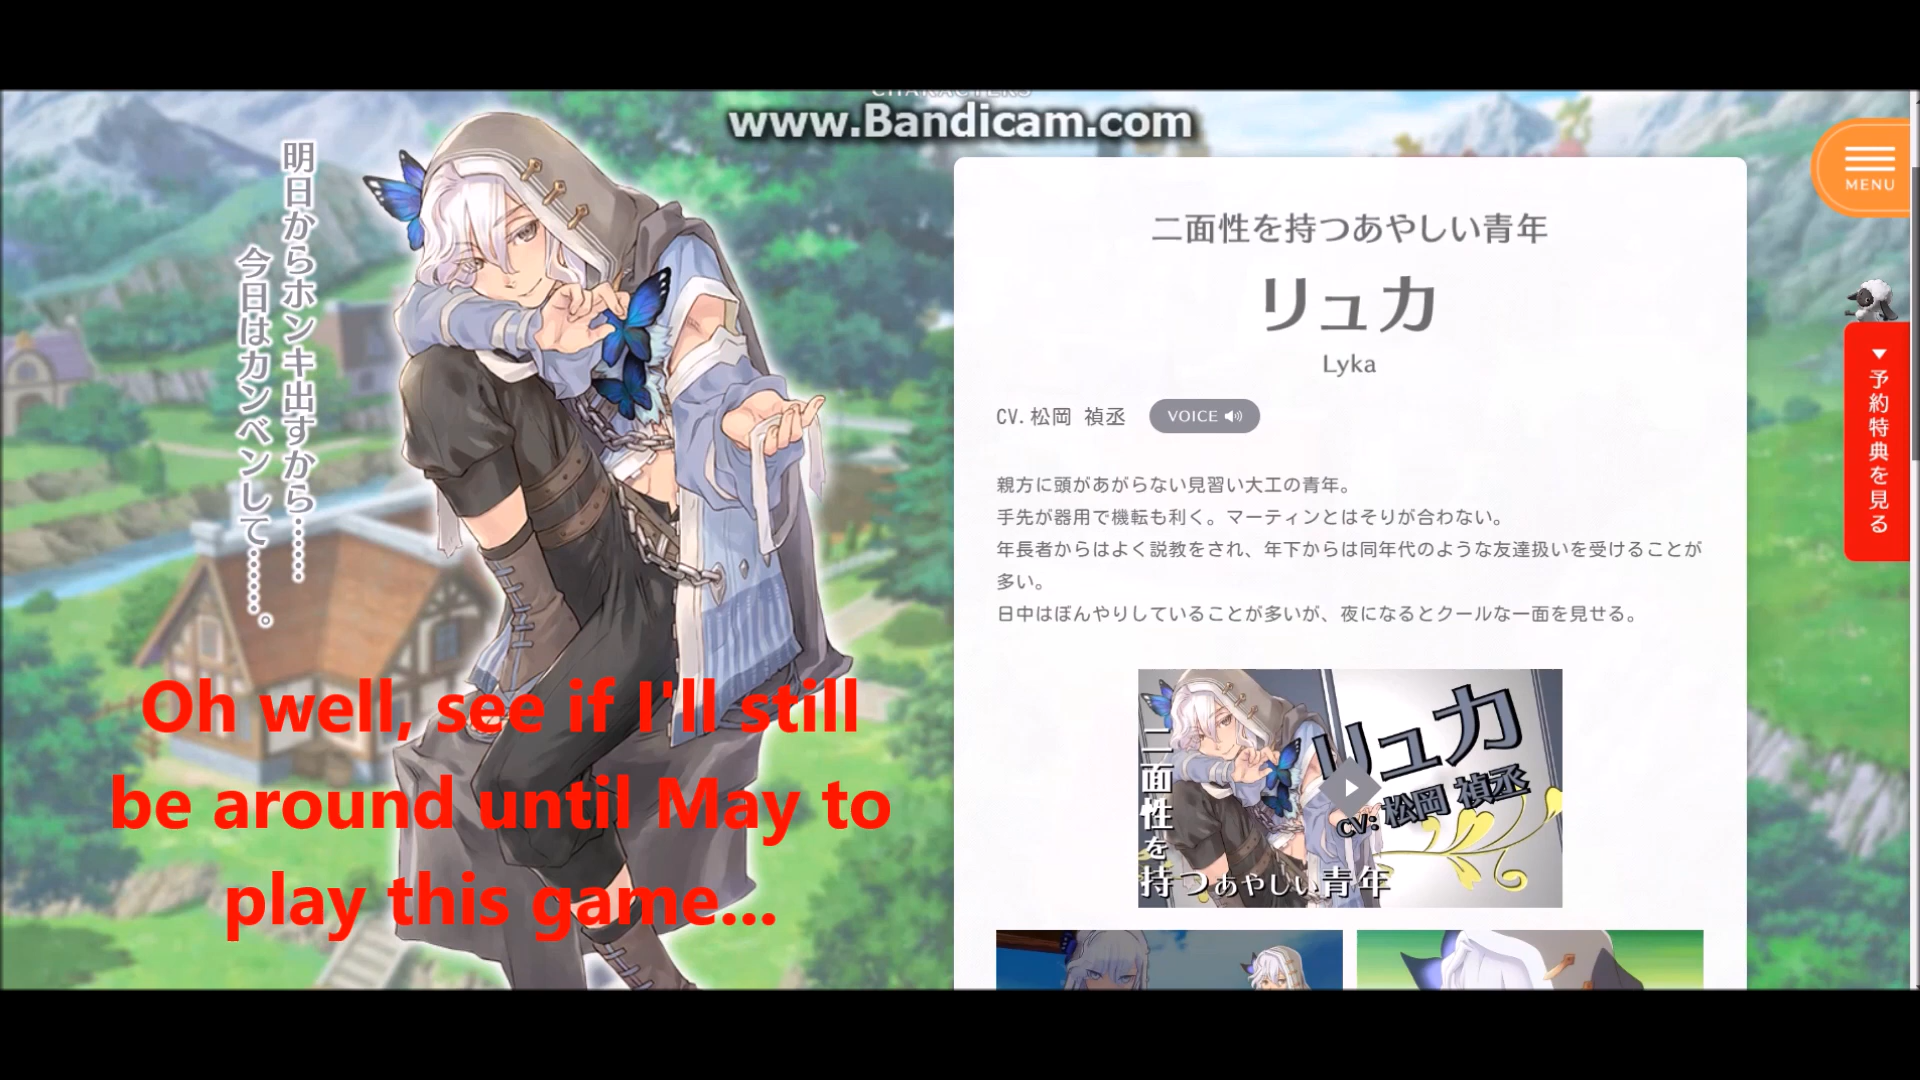 CHARACTERS
www.Bandicam.com
明日からホンキ出すから……
今日はカンベンして……。
MENU
二面性を持つあやしい青年
リュカ
Lyka
CV.松岡 禎丞
VOICE
親方に頭があがらない見習い大工の青年。
手先が器用で機転も利く。マーティンとはそりが合わない。
年長者からはよく説教をされ、年下からは同年代のような友達扱いを受けることが
多い。
日中はぼんやりしていることが多いが、夜になるとクールな一面を見せる。
▼予約特典を見る
Oh well, see if I'll still
be around until May to
play this game...
リュカ
CV:松岡 禎丞
二面性を
持つあやしい青年